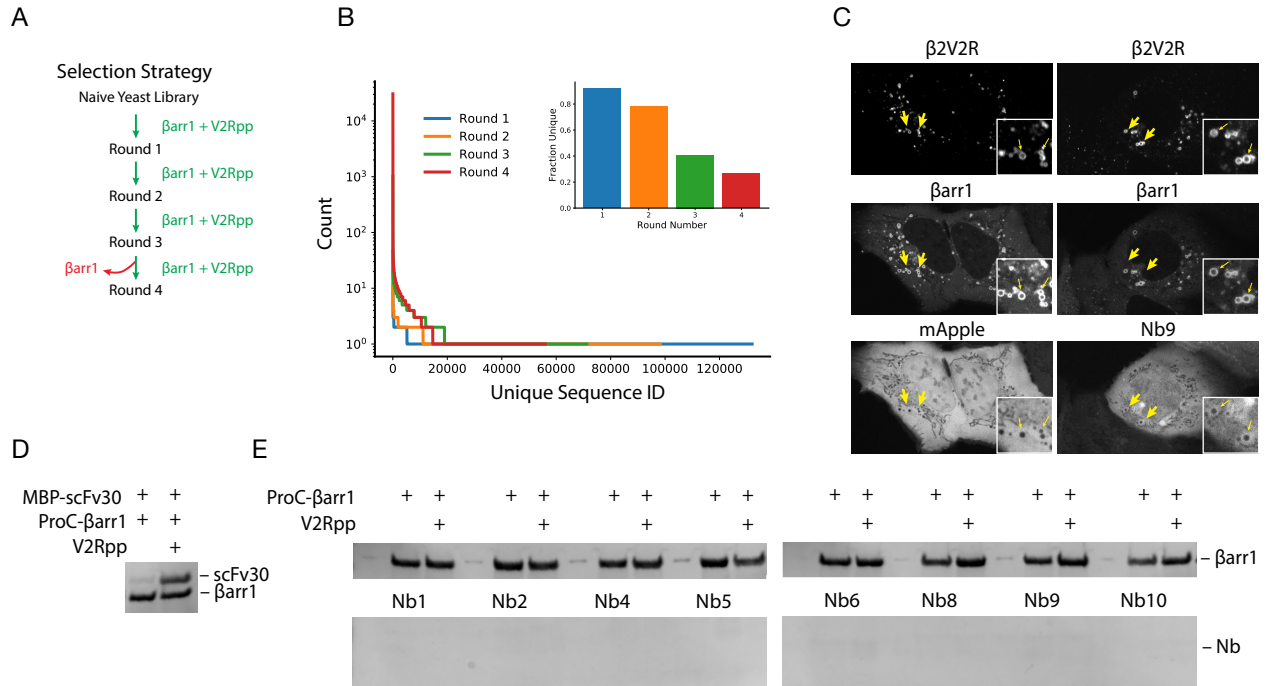 A
Selection Strategy
Naive Yeast Library
βarr1 + V2Rpp
Round 1
βarr1 + V2Rpp
Round 2
βarr1 + V2Rpp
Round 3
βarr1
βarr1 + V2Rpp
Round 4
B
Count
10⁴
10³
10²
10¹
10⁰
0
20000
40000
60000
80000
100000
120000
Unique Sequence ID
Round 1
Round 2
Round 3
Round 4
Fraction Unique
0.8
0.6
0.4
0.2
0.0
1
2
3
4
Round Number
C
β2V2R
β2V2R
βarr1
βarr1
mApple
Nb9
D
MBP-scFv30 + +
ProC-βarr1 + +
V2Rpp +
– scFv30
– βarr1
E
ProC-βarr1 + + + + + + + + + + + + + + + +
V2Rpp + + + + + + + +
– βarr1
Nb1 Nb2 Nb4 Nb5 Nb6 Nb8 Nb9 Nb10
– Nb